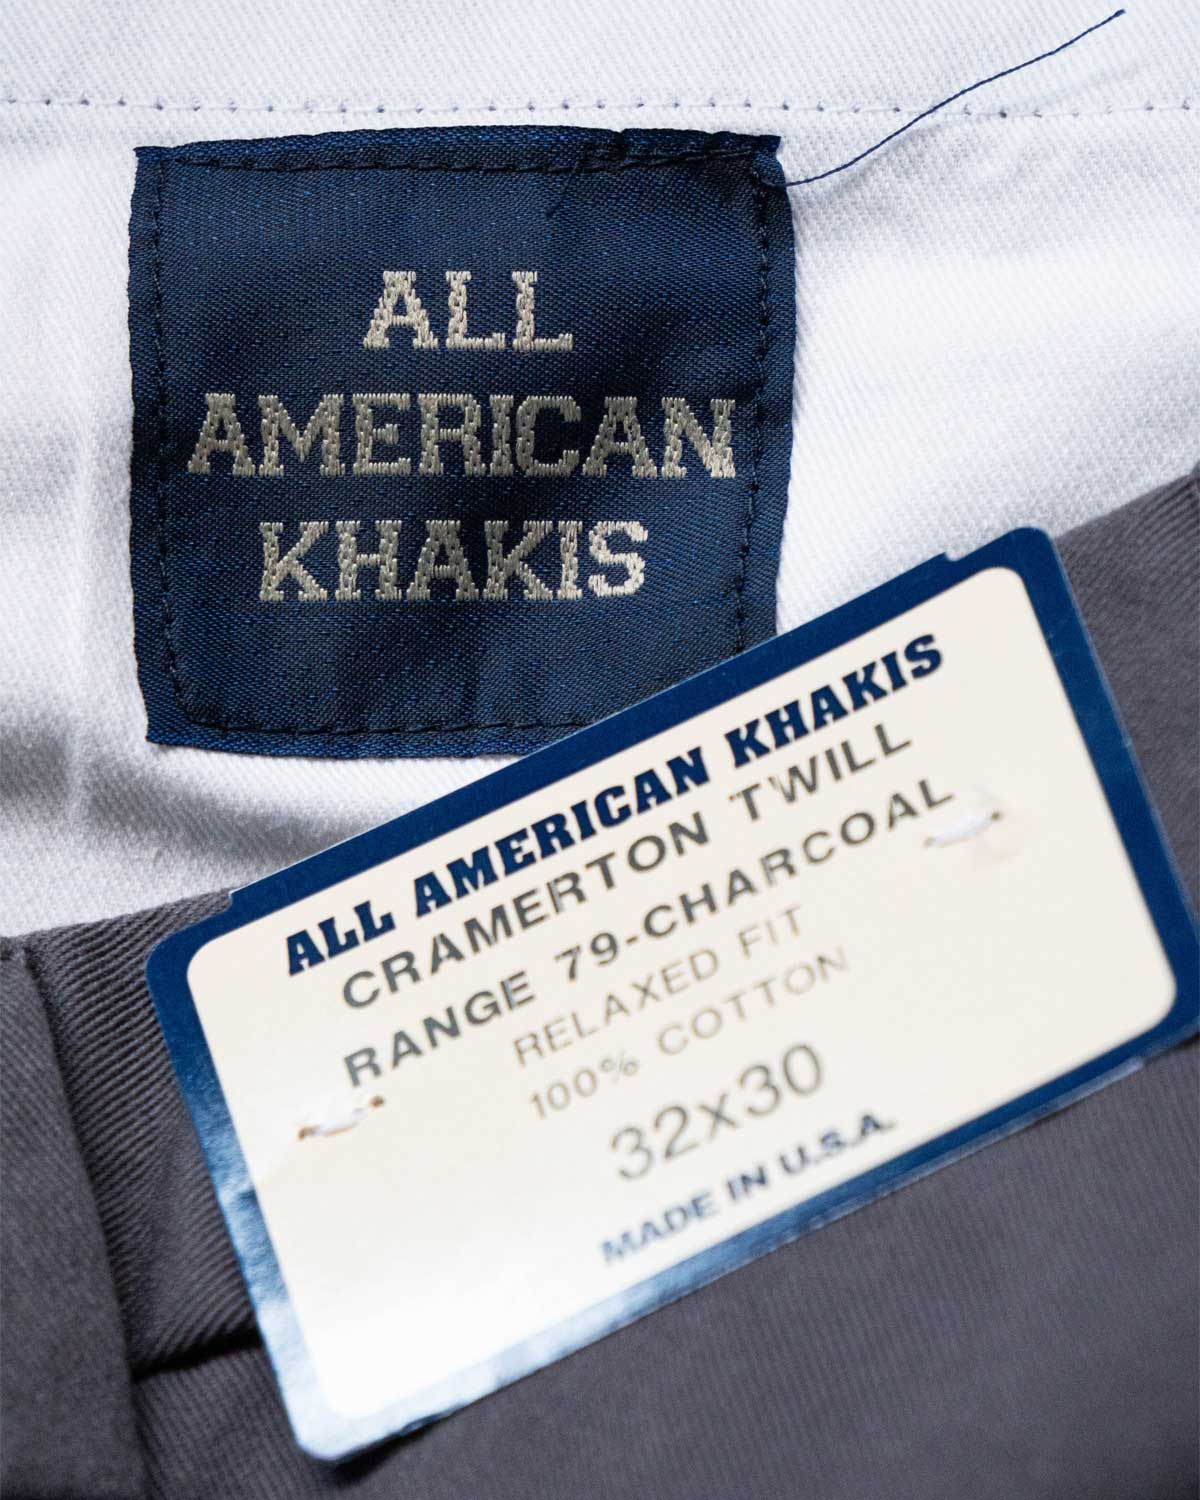 ALL
AMERICAN
KHAKIS
ALL AMERICAN KHAKIS
CRAMERTON TWILL
RANGE 79-CHARCOAL
RELAXED FIT
100% COTTON
32x30
MADE IN U.S.A.